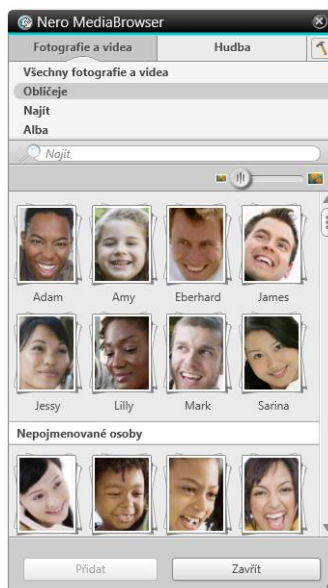 Nero MediaBrowser
Fotografie a videa Hudba
Všechny fotografie a videa
Obličeje
Najít
Alba
Najít
Adam Amy Eberhard James
Jessy Lilly Mark Sarina
Nepojmenované osoby
Přidat Zavřít